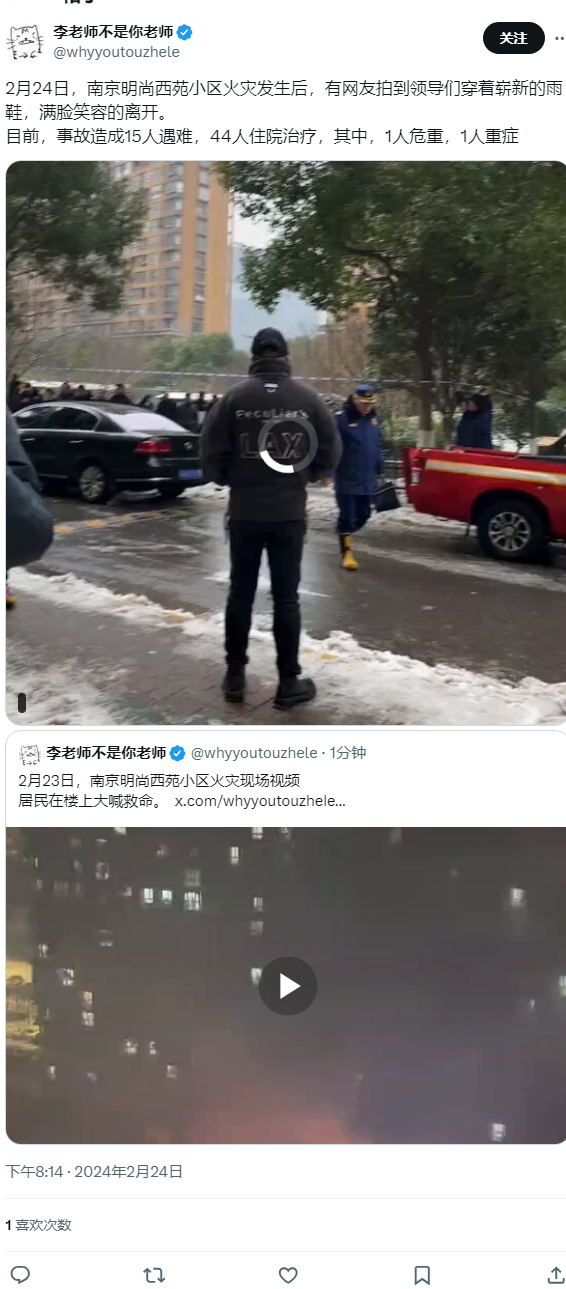 李老师不是你老师
@whyyoutouzhele
关注
2月24日，南京明尚西苑小区火灾发生后，有网友拍到领导们穿着崭新的雨
鞋，满脸笑容的离开。
目前，事故造成15人遇难，44人住院治疗，其中，1人危重，1人重症
Peculiar's
LAX
李老师不是你老师 @whyyoutouzhele · 1分钟
2月23日，南京明尚西苑小区火灾现场视频
居民在楼上大喊救命。 x.com/whyyoutouzhele...
下午8:14 · 2024年2月24日
1 喜欢次数